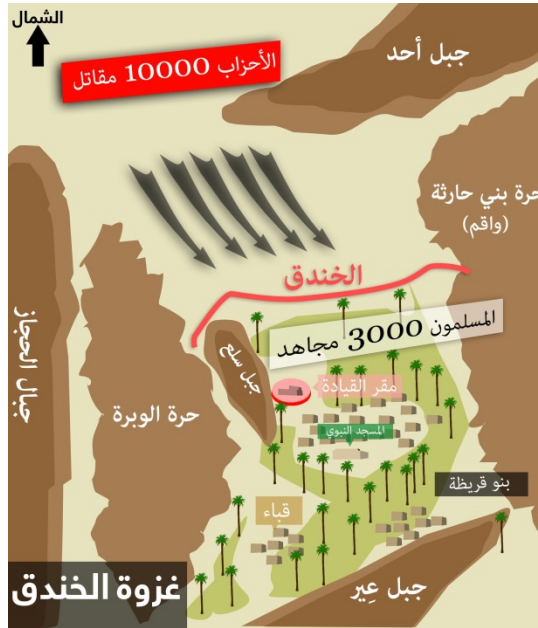 الشمال
الأحزاب 10000 مقاتل
جبل أحد
حرة بني حارثة
(واقم)
الخندق
المسلمون 3000 مجاهد
جبال الحجاز
حرة الوبرة
جبل سلع
مقر القيادة
المسجد النبوي
بنو قريظة
قباء
جبل عِير
غزوة الخندق